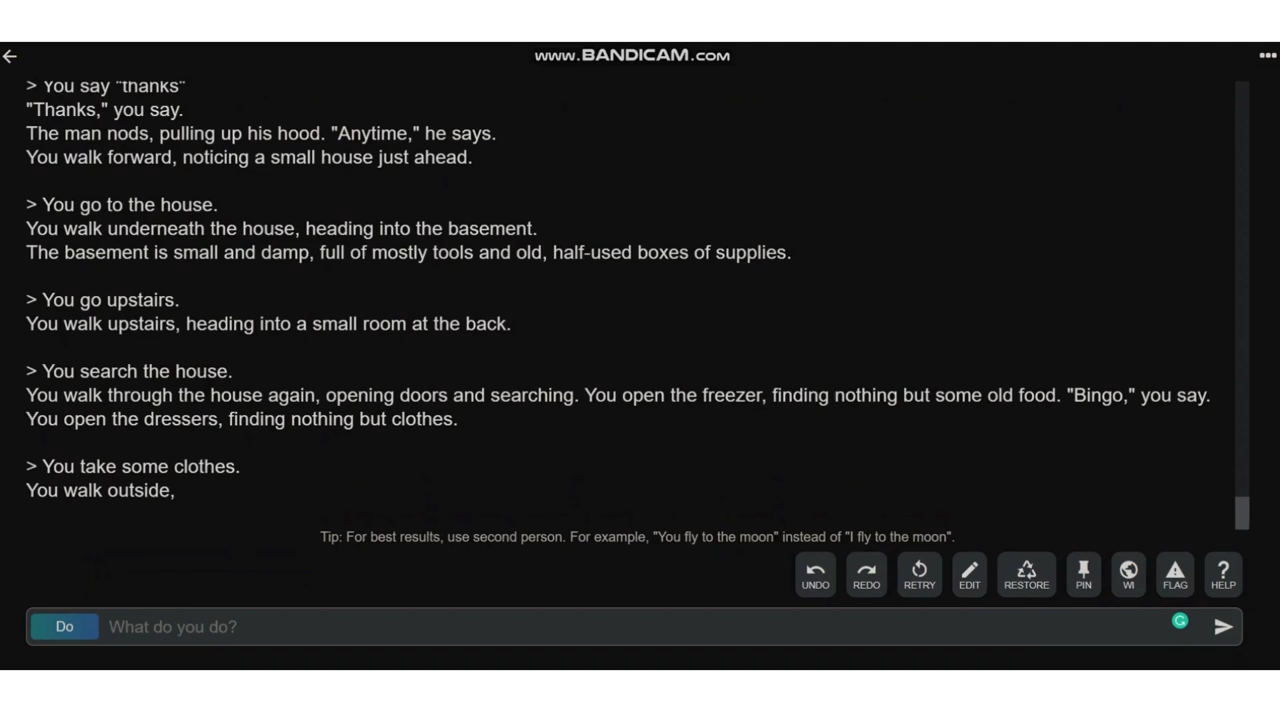 www.BANDICAM.com
> You say "thanks"
"Thanks," you say.
The man nods, pulling up his hood. "Anytime," he says.
You walk forward, noticing a small house just ahead.
> You go to the house.
You walk underneath the house, heading into the basement.
The basement is small and damp, full of mostly tools and old, half-used boxes of supplies.
> You go upstairs.
You walk upstairs, heading into a small room at the back.
> You search the house.
You walk through the house again, opening doors and searching. You open the freezer, finding nothing but some old food. "Bingo," you say.
You open the dressers, finding nothing but clothes.
> You take some clothes.
You walk outside,
Tip: For best results, use second person. For example, "You fly to the moon" instead of "I fly to the moon".
UNDO REDO RETRY EDIT RESTORE PIN WI FLAG HELP
Do What do you do?